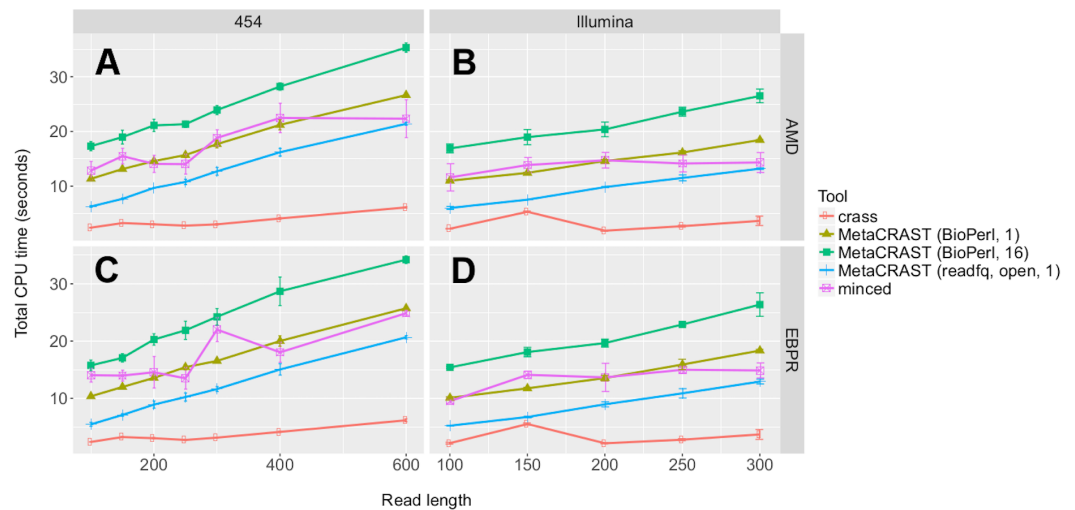 454
Illumina
A
B
AMD
30
20
10
C
D
EBPR
30
20
10
200
400
600
100
150
200
250
300
Total CPU time (seconds)
Read length
Tool
crass
MetaCRAST (BioPerl, 1)
MetaCRAST (BioPerl, 16)
MetaCRAST (readfq, open, 1)
minced